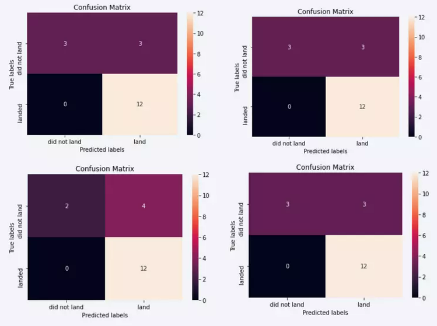 Confusion Matrix
True labels
did not land
landed
3 3
0 12
did not land land
Predicted labels
12
10
8
6
4
2
0
Confusion Matrix
True labels
did not land
landed
3 3
0 12
did not land land
Predicted labels
12
10
8
6
4
2
0
Confusion Matrix
True labels
did not land
landed
2 4
0 12
did not land land
Predicted labels
12
10
8
6
4
2
0
Confusion Matrix
True labels
did not land
landed
3 3
0 12
did not land land
Predicted labels
12
10
8
6
4
2
0